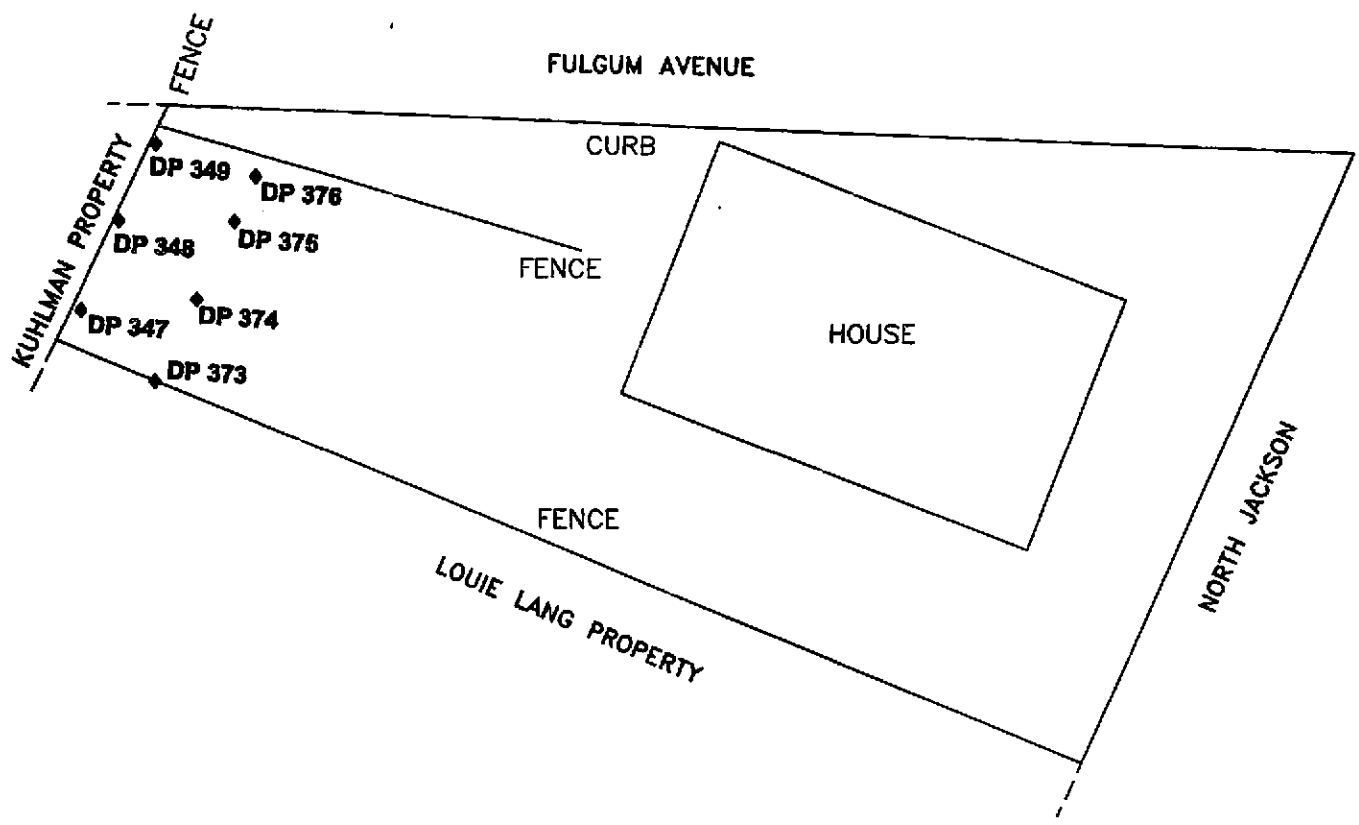 FENCE
FULGUM AVENUE
CURB
DP 349
DP 376
KUHLMAN PROPERTY
DP 348
DP 375
FENCE
DP 347
DP 374
HOUSE
DP 373
FENCE
NORTH JACKSON
LOUIE LANG PROPERTY